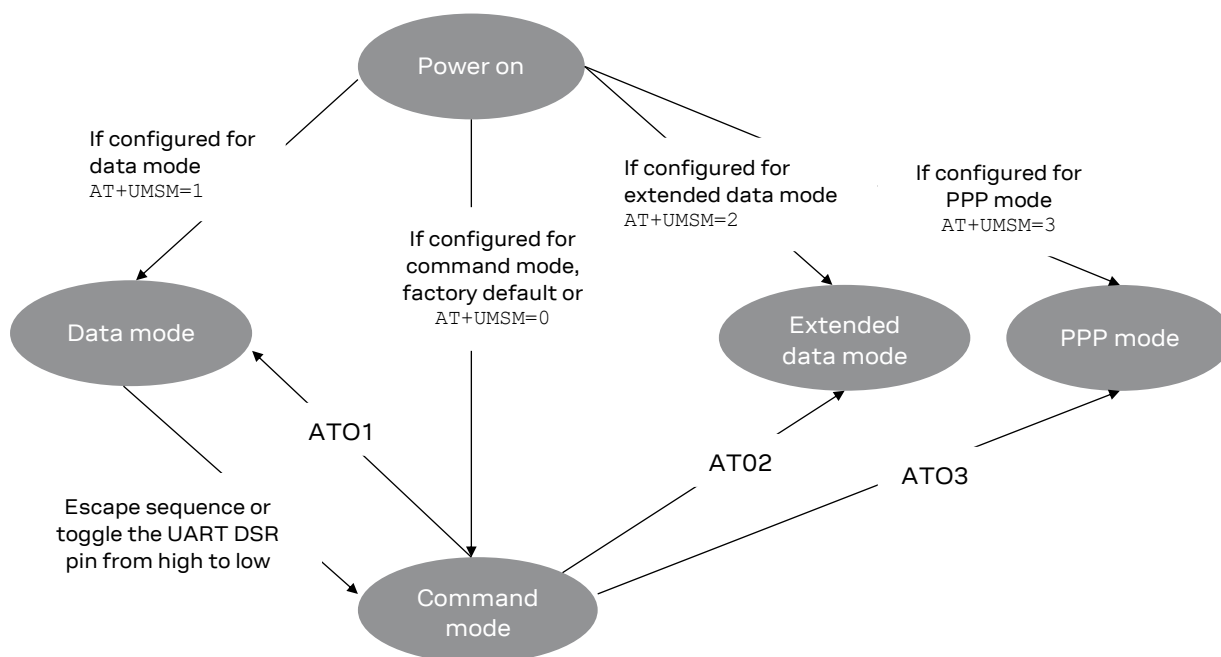 Power on
If configured for
data mode
AT+UMSM=1
If configured for
extended data mode
AT+UMSM=2
If configured for
PPP mode
AT+UMSM=3
If configured for
command mode,
factory default or
AT+UMSM=0
Data mode
Extended
data mode
PPP mode
ATO1
AT02
ATO3
Escape sequence or
toggle the UART DSR
pin from high to low
Command
mode